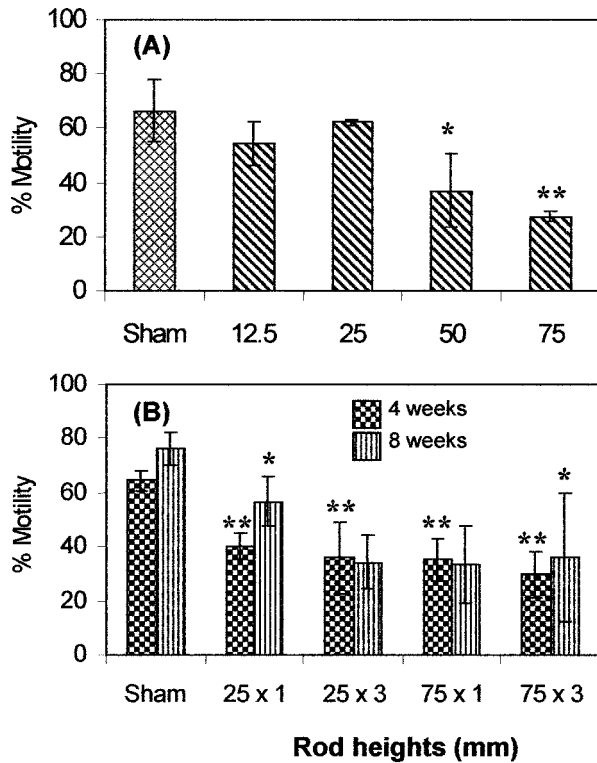 (A)
100
80
60
40
20
0
% Motility
*
**
Sham 12.5 25 50 75
(B)
100
80
60
40
20
0
% Motility
4 weeks
8 weeks
** * ** ** ** *
Sham 25 x 1 25 x 3 75 x 1 75 x 3
Rod heights (mm)